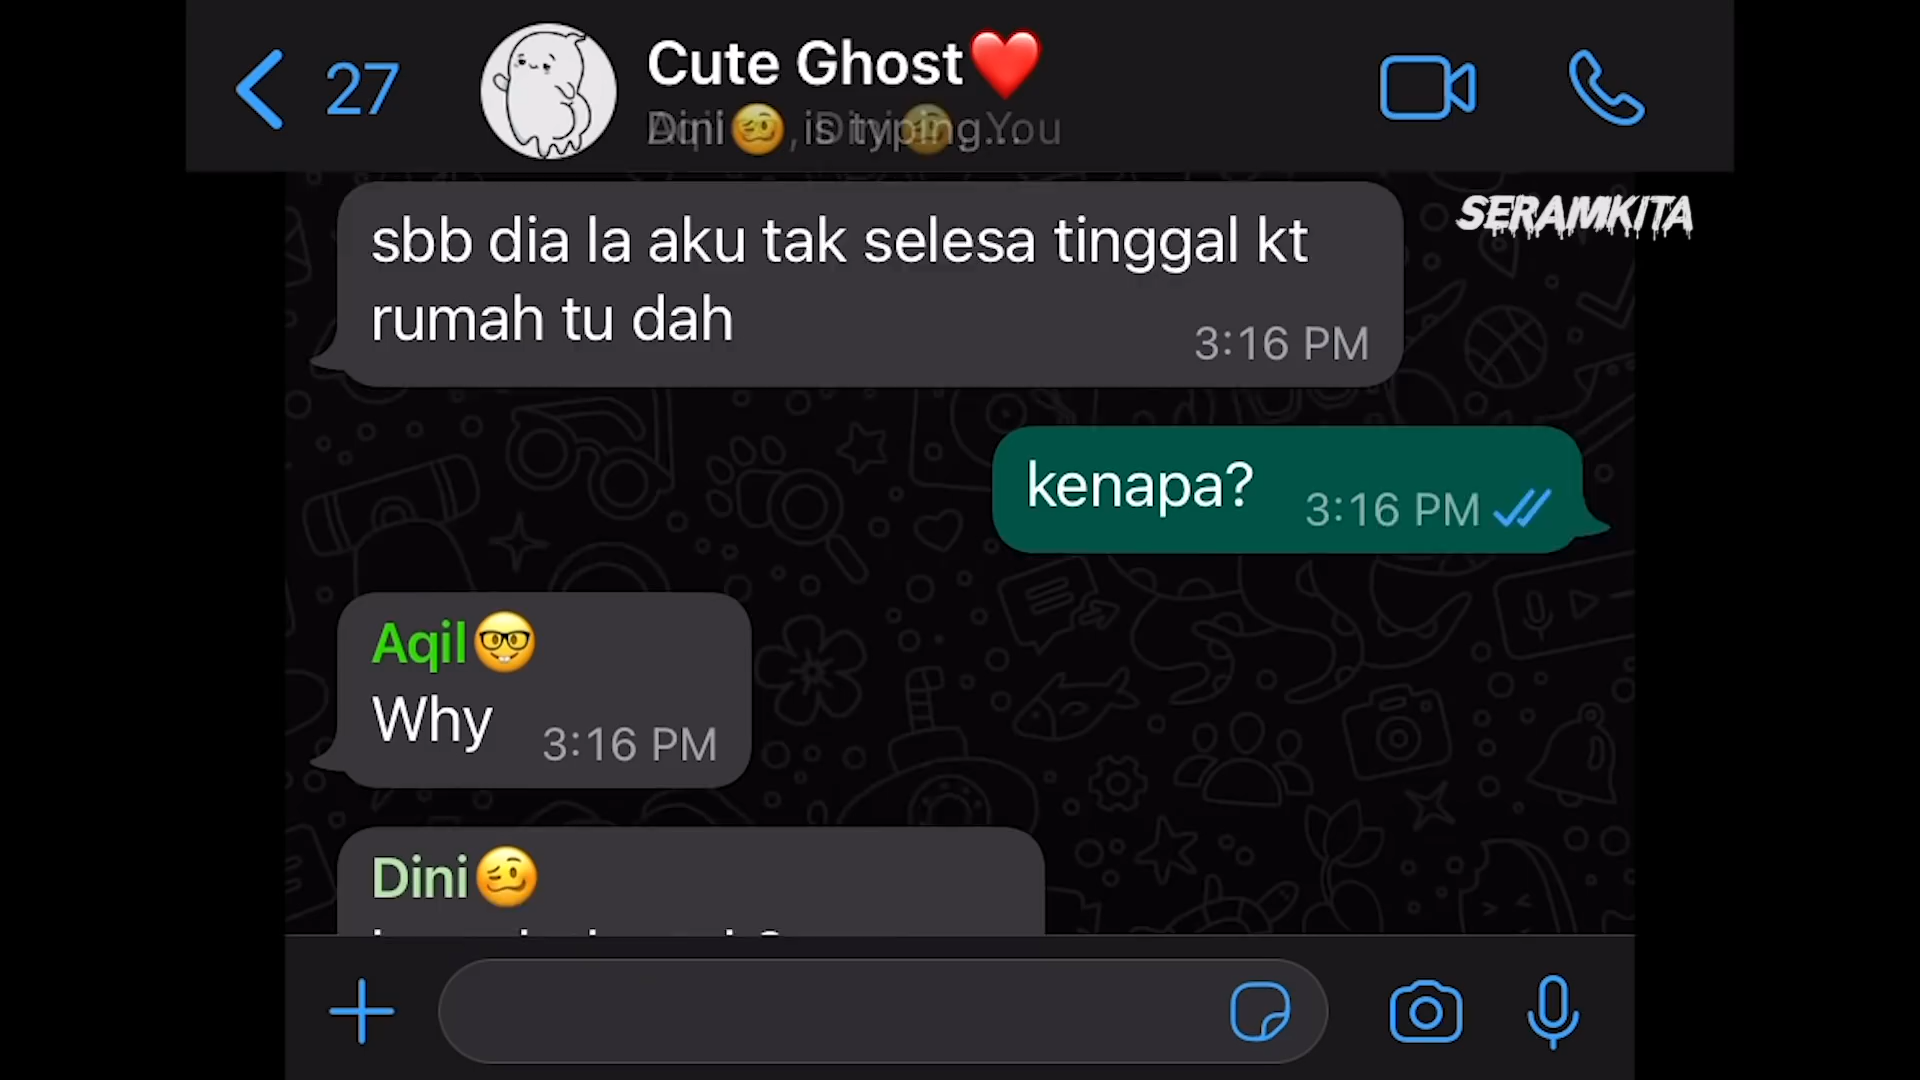 27
Cute Ghost❤️
SERAMKITA
sbb dia la aku tak selesa tinggal kt
rumah tu dah
3:16 PM
kenapa?
3:16 PM
Aqil🤓
Why
3:16 PM
Dini🥴